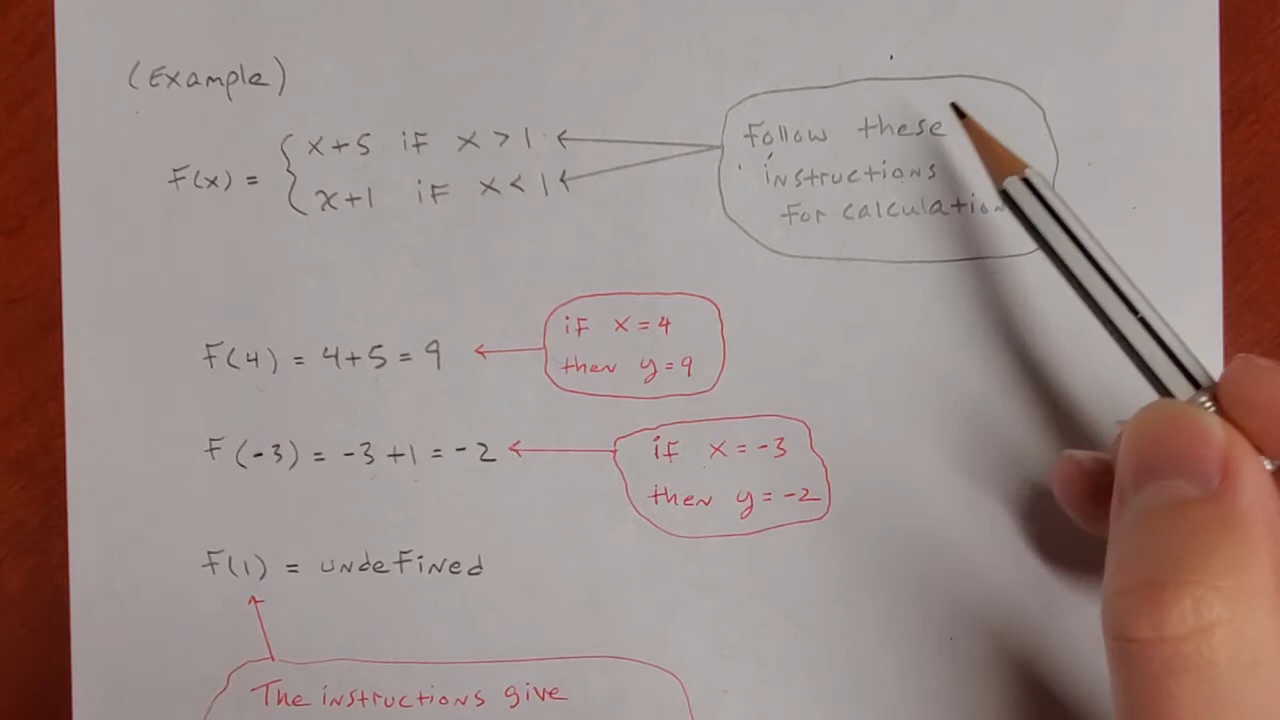 (Example)
F(x) = { x+5 if x > 1
x+1 if x < 1
Follow these
instructions
for calculation
F(4) = 4+5 = 9
if x = 4
then y = 9
F(-3) = -3+1 = -2
if x = -3
then y = -2
F(1) = undefined
The instructions give